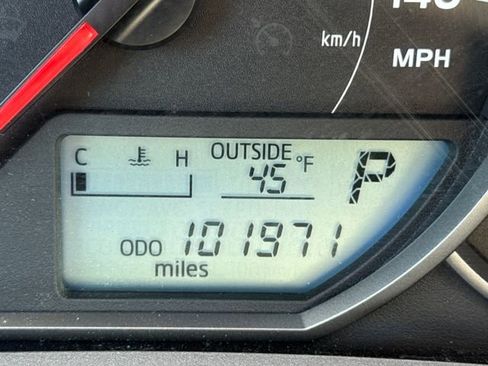 km/h
MPH
C H OUTSIDE °F P
45
ODO 101971
miles